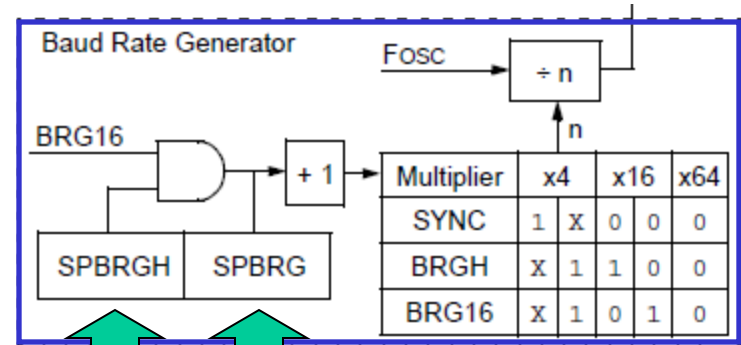 Baud Rate Generator
FOSC
÷ n
n
BRG16
+ 1
SPBRGH SPBRG
Multiplier x4 x16 x64
SYNC 1 X 0 0 0
BRGH X 1 1 0 0
BRG16 X 1 0 1 0